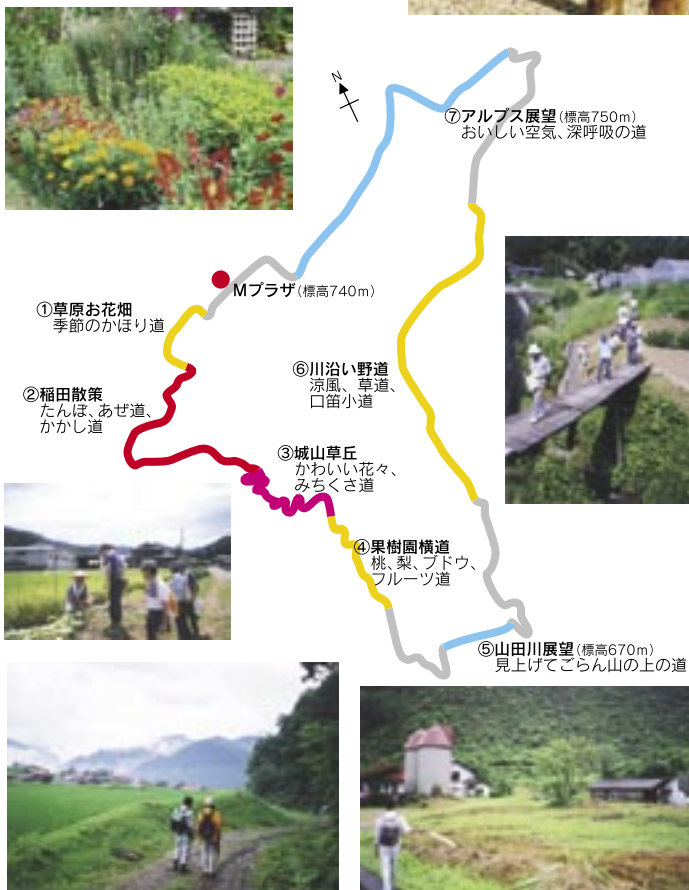 N
⑦アルプス展望(標高750m)
おいしい空気、深呼吸の道
Mプラザ(標高740m)
①草原お花畑
季節のかほり道
⑥川沿い野道
涼風、草道、
口笛小道
②稲田散策
たんぼ、あぜ道、
かかし道
③城山草丘
かわいい花々、
みちくさ道
④果樹園横道
桃、梨、ブドウ、
フルーツ道
⑤山田川展望(標高670m)
見上げてごらん山の上の道